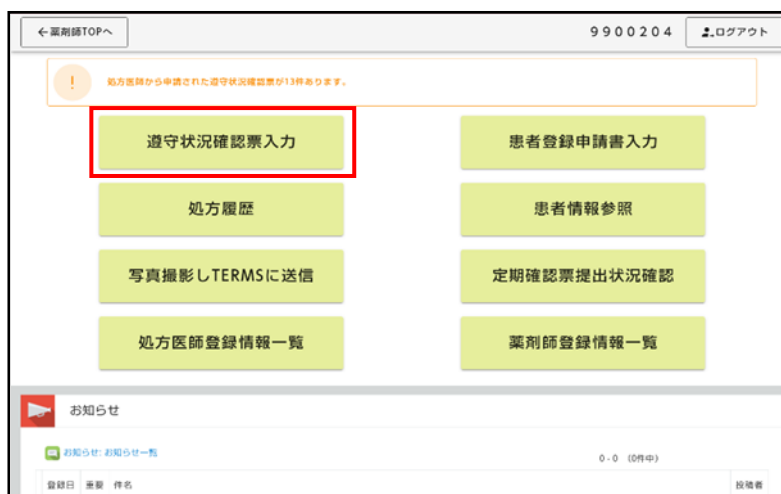 ←薬剤師TOPへ
9900204
ログアウト
処方医師から申請された遵守状況確認票が13件あります。
遵守状況確認票入力
患者登録申請書入力
処方履歴
患者情報参照
写真撮影しTERMSに送信
定期確認票提出状況確認
処方医師登録情報一覧
薬剤師登録情報一覧
お知らせ
お知らせ: お知らせ一覧
0 - 0 （0件中）
登録日 重要 件名 投稿者